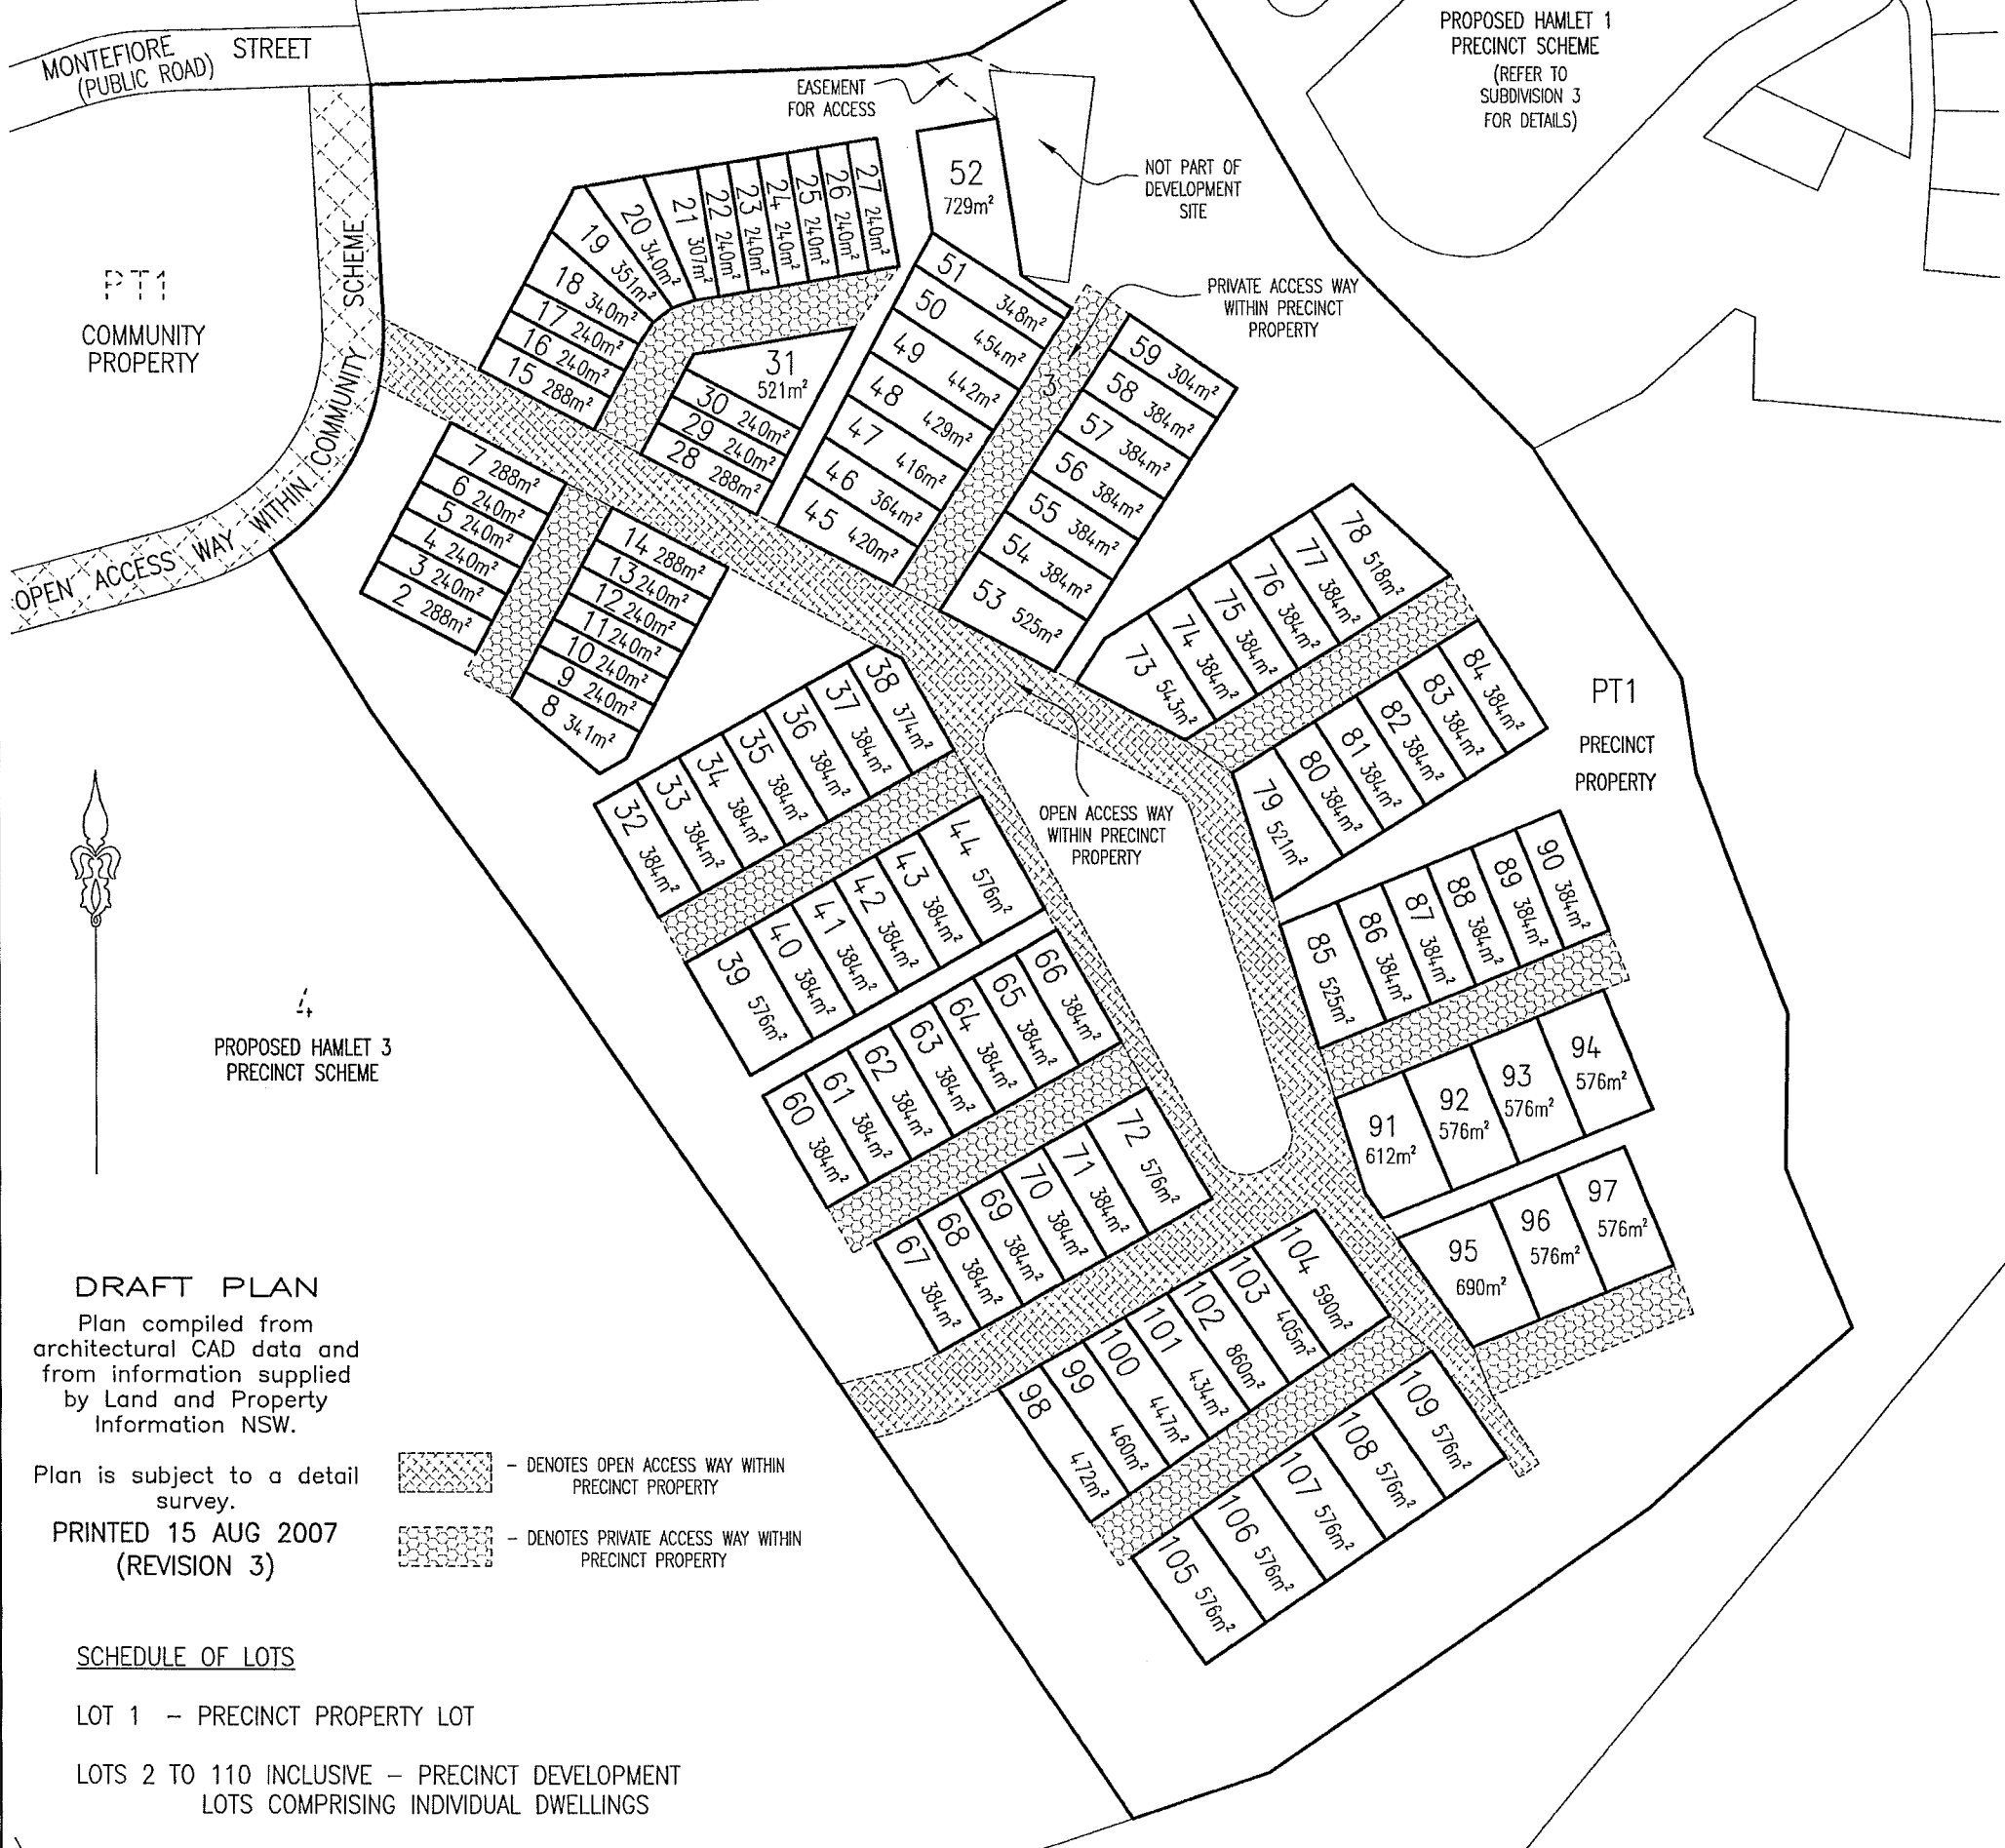 MONTEFIORE STREET
(PUBLIC ROAD)
EASEMENT
FOR ACCESS
PROPOSED HAMLET 1
PRECINCT SCHEME
(REFER TO
SUBDIVISION 3
FOR DETAILS)
NOT PART OF
DEVELOPMENT
SITE
PRIVATE ACCESS WAY
WITHIN PRECINCT
PROPERTY
PT1
COMMUNITY
PROPERTY
OPEN ACCESS WAY WITHIN COMMUNITY SCHEME
2 288m²
3 240m²
4 240m²
5 240m²
6 240m²
7 288m²
8 341m²
9 240m²
10 240m²
11 240m²
12 240m²
13 240m²
14 288m²
15 288m²
16 240m²
17 240m²
18 340m²
19 351m²
20 340m²
21 307m²
22 240m²
23 240m²
24 240m²
25 240m²
26 240m²
27 240m²
28 288m²
29 240m²
30 240m²
31
521m²
32 384m²
33 384m²
34 384m²
35 384m²
36 384m²
37 384m²
38 374m²
39 576m²
40 384m²
41 384m²
42 384m²
43 384m²
44 576m²
45 420m²
46 364m²
47 416m²
48 429m²
49 442m²
50 454m²
51 348m²
52
729m²
3
53 525m²
54 384m²
55 384m²
56 384m²
57 384m²
58 384m²
59 304m²
60 384m²
61 384m²
62 384m²
63 384m²
64 384m²
65 384m²
66 384m²
67 384m²
68 384m²
69 384m²
70 384m²
71 384m²
72 576m²
73 543m²
74 384m²
75 384m²
76 384m²
77 384m²
78 518m²
79 521m²
80 384m²
81 384m²
82 384m²
83 384m²
84 384m²
85 525m²
86 384m²
87 384m²
88 384m²
89 384m²
90 384m²
91
612m²
92
576m²
93
576m²
94
576m²
95
690m²
96
576m²
97
576m²
98 472m²
99 460m²
100 447m²
101 434m²
102 860m²
103 405m²
104 590m²
105 576m²
106 576m²
107 576m²
108 576m²
109 576m²
OPEN ACCESS WAY
WITHIN PRECINCT
PROPERTY
PT1
PRECINCT
PROPERTY
4
PROPOSED HAMLET 3
PRECINCT SCHEME
DRAFT PLAN
Plan compiled from
architectural CAD data and
from information supplied
by Land and Property
Information NSW.
Plan is subject to a detail
survey.
PRINTED 15 AUG 2007
(REVISION 3)
– DENOTES OPEN ACCESS WAY WITHIN
PRECINCT PROPERTY
– DENOTES PRIVATE ACCESS WAY WITHIN
PRECINCT PROPERTY
SCHEDULE OF LOTS
LOT 1 – PRECINCT PROPERTY LOT
LOTS 2 TO 110 INCLUSIVE – PRECINCT DEVELOPMENT
LOTS COMPRISING INDIVIDUAL DWELLINGS